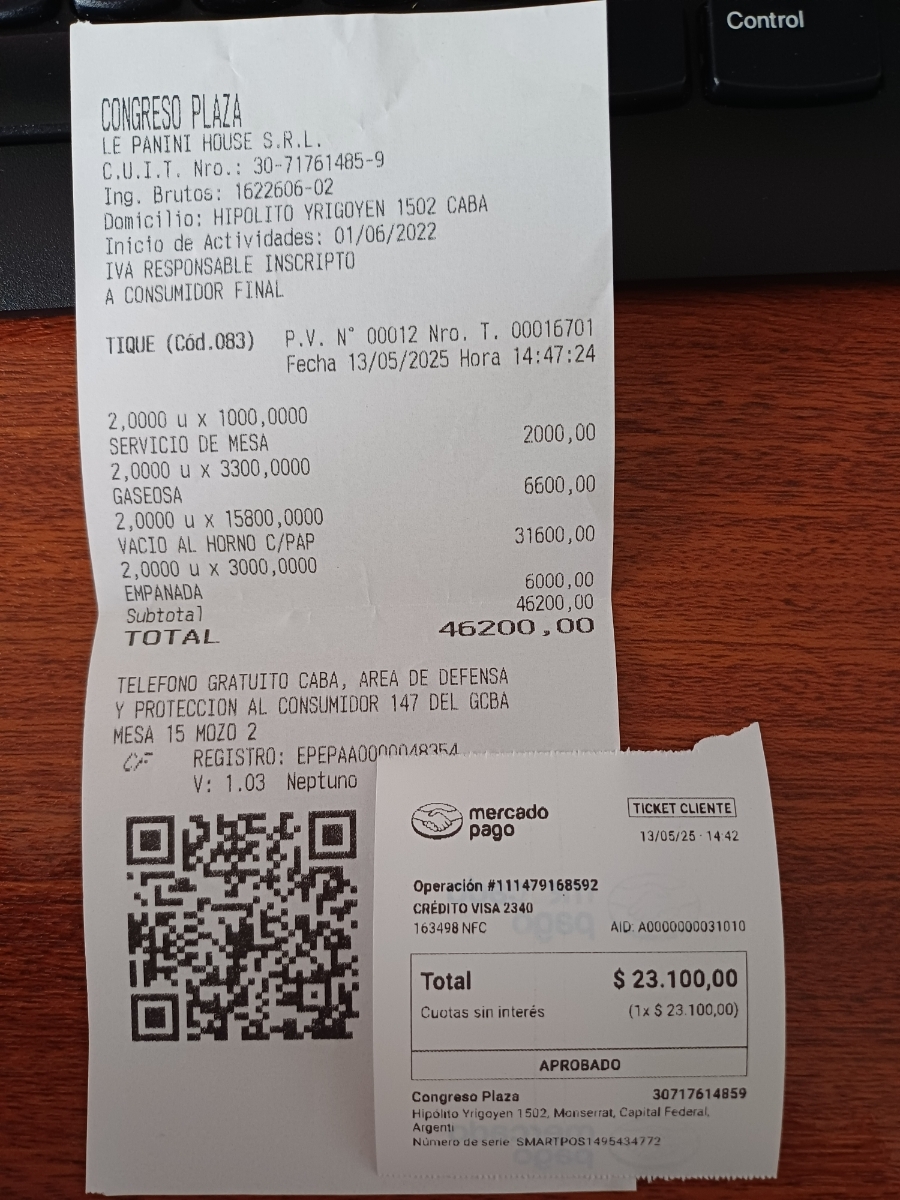 Control
CONGRESO PLAZA
LE PANINI HOUSE S.R.L.
C.U.I.T. Nro.: 30-71761485-9
Ing. Brutos: 1622606-02
Domicilio: HIPOLITO YRIGOYEN 1502 CABA
Inicio de Actividades: 01/06/2022
IVA RESPONSABLE INSCRIPTO
A CONSUMIDOR FINAL
TIQUE (Cód.083) P.V. N° 00012 Nro. T. 00016701
Fecha 13/05/2025 Hora 14:47:24
2,0000 u x 1000,0000
SERVICIO DE MESA 2000,00
2,0000 u x 3300,0000
GASEOSA 6600,00
2,0000 u x 15800,0000
VACIO AL HORNO C/PAP 31600,00
2,0000 u x 3000,0000
EMPANADA 6000,00
Subtotal 46200,00
TOTAL 46200,00
TELEFONO GRATUITO CABA, AREA DE DEFENSA
Y PROTECCION AL CONSUMIDOR 147 DEL GCBA
MESA 15 MOZO 2
CF REGISTRO: EPEPAA0000048354
V: 1.03 Neptuno
mercado
pago
TICKET CLIENTE
13/05/25 · 14:42
Operación #111479168592
CRÉDITO VISA 2340
163498 NFC AID: A0000000031010
Total $ 23.100,00
Cuotas sin interés (1x $ 23.100,00)
APROBADO
Congreso Plaza 30717614859
Hipólito Yrigoyen 1502, Monserrat, Capital Federal,
Argenti
Número de serie SMARTPOS1495434772